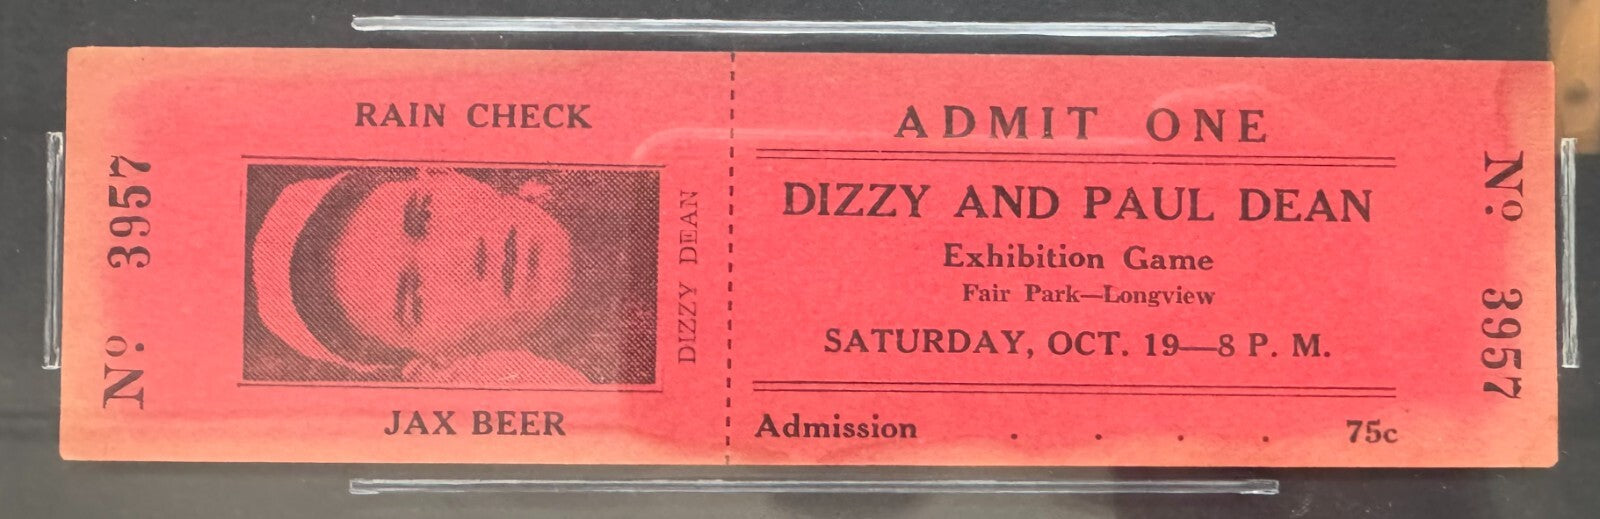 Nº. 3957
RAIN CHECK
DIZZY DEAN
JAX BEER
ADMIT ONE
DIZZY AND PAUL DEAN
Exhibition Game
Fair Park—Longview
SATURDAY, OCT. 19—8 P. M.
Admission . . . . 75c
Nº. 3957